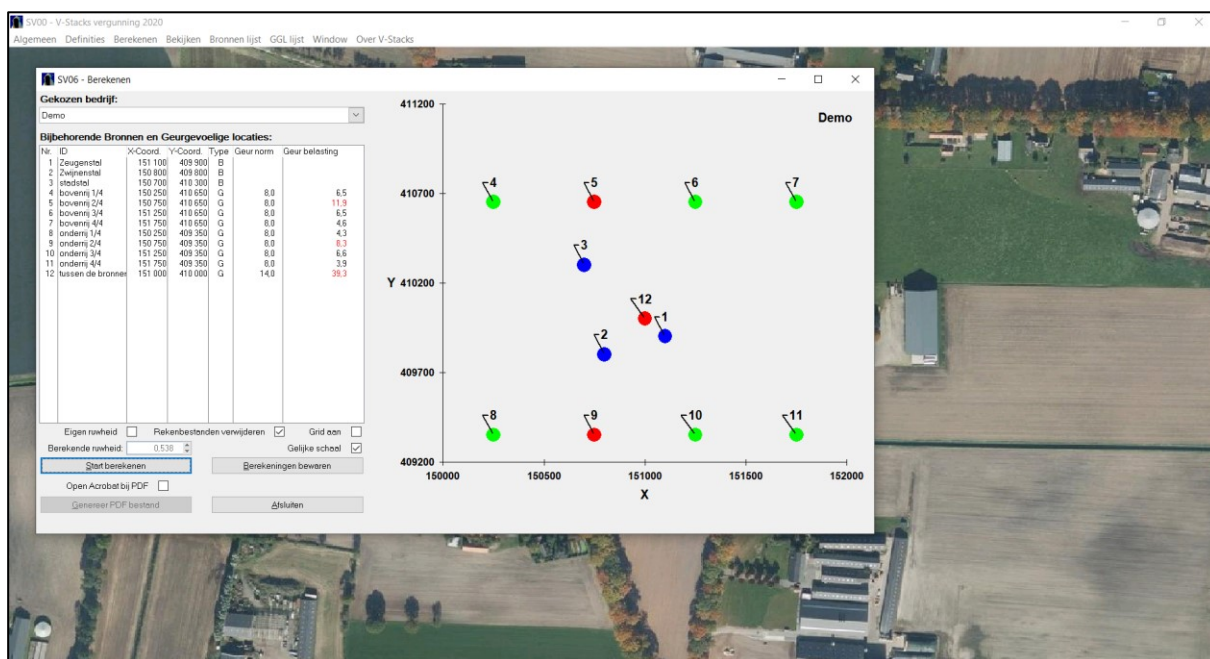 SV00 - V-Stacks vergunning 2020
Algemeen Definities Berekenen Bekijken Bronnen lijst GGL lijst Window Over V-Stacks
SV06 - Berekenen
Gekozen bedrijf:
Demo
Bijbehorende Bronnen en Geurgevoelige locaties:
Nr. ID X-Coord. Y-Coord. Type Geur norm Geur belasting
1 Zeugenstal 151 100 409 900 B
2 Zwijnenstal 150 800 409 800 B
3 stadstal 150 700 410 300 B
4 bovenrij 1/4 150 250 410 650 G 8,0 6,5
5 bovenrij 2/4 150 750 410 650 G 8,0 11,9
6 bovenrij 3/4 151 250 410 650 G 8,0 6,5
7 bovenrij 4/4 151 750 410 650 G 8,0 4,6
8 onderrij 1/4 150 250 409 350 G 8,0 4,3
9 onderrij 2/4 150 750 409 350 G 8,0 8,3
10 onderrij 3/4 151 250 409 350 G 8,0 6,6
11 onderrij 4/4 151 750 409 350 G 8,0 3,9
12 tussen de bronner 151 000 410 000 G 14,0 39,3
Eigen ruwheid Rekenbestanden verwijderen Grid aan
Berekende ruwheid: 0,538 Gelijke schaal
Start berekenen Berekeningen bewaren
Open Acrobat bij PDF
Genereer PDF bestand Afsluiten
Demo
411200
410700
410200
409700
409200
Y
4 5 6 7
3
12
1
2
8 9 10 11
150000 150500 151000 151500 152000
X